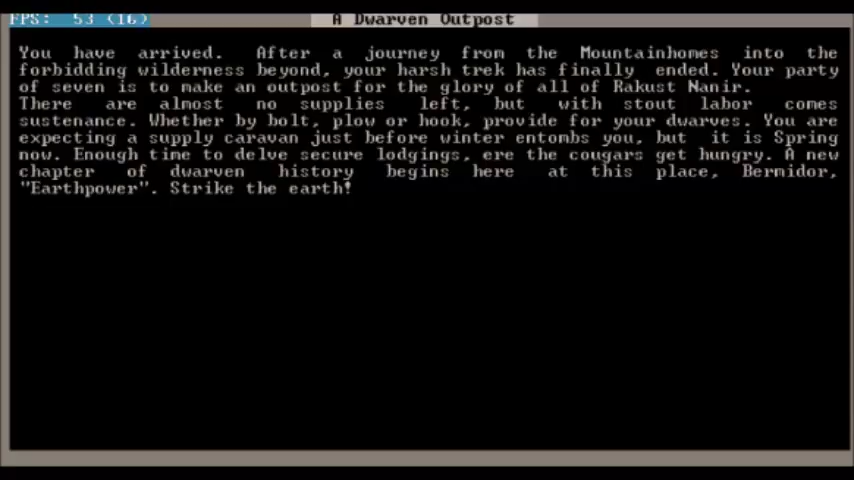 FPS: 53 (16)
A Dwarven Outpost
You have arrived. After a journey from the Mountainhomes into the
forbidding wilderness beyond, your harsh trek has finally ended. Your party
of seven is to make an outpost for the glory of all of Rakust Nanir.
There are almost no supplies left, but with stout labor comes
sustenance. Whether by bolt, plow or hook, provide for your dwarves. You are
expecting a supply caravan just before winter entombs you, but it is Spring
now. Enough time to delve secure lodgings, ere the cougars get hungry. A new
chapter of dwarven history begins here at this place, Bermidor,
"Earthpower". Strike the earth!